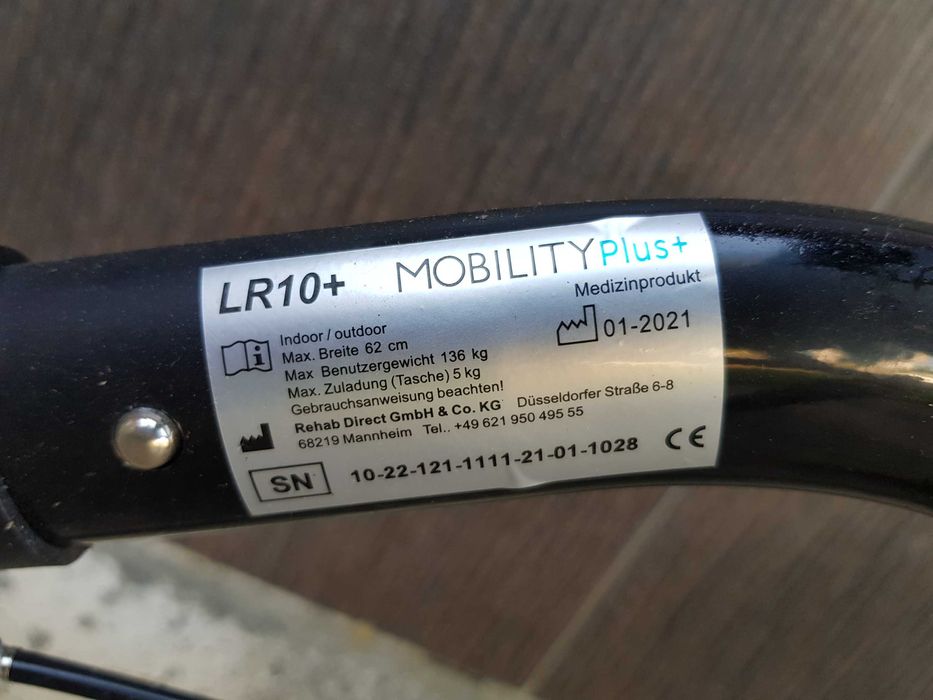 LR10+ MOBILITY Plus+
Medizinprodukt
01-2021
Indoor / outdoor
Max. Breite 62 cm
Max Benutzergewicht 136 kg
Max. Zuladung (Tasche) 5 kg
Gebrauchsanweisung beachten!
Rehab Direct GmbH & Co. KG Düsseldorfer Straße 6-8
68219 Mannheim Tel.. +49 621 950 495 55
SN 10-22-121-1111-21-01-1028 CE